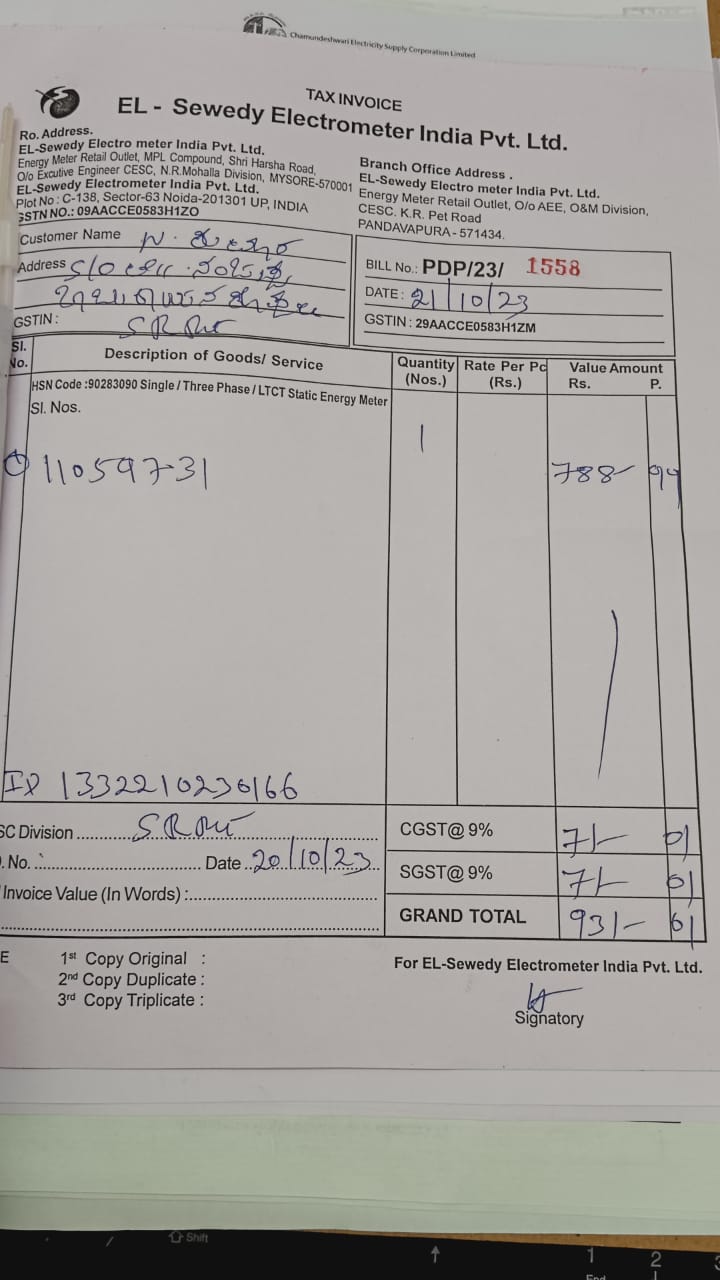 Chamundeshwari Electricity Supply Corporation Limited
TAX INVOICE
EL - Sewedy Electrometer India Pvt. Ltd.
Ro. Address.
EL-Sewedy Electro meter India Pvt. Ltd.
Energy Meter Retail Outlet, MPL Compound, Shri Harsha Road,
O/o Excutive Engineer CESC, N.R.Mohalla Division, MYSORE-570001
EL-Sewedy Electrometer India Pvt. Ltd.
Plot No : C-138, Sector-63 Noida-201301 UP, INDIA
GSTN NO.: 09AACCE0583H1ZO
Branch Office Address .
EL-Sewedy Electro meter India Pvt. Ltd.
Energy Meter Retail Outlet, O/o AEE, O&M Division,
CESC. K.R. Pet Road
PANDAVAPURA - 571434.
Customer Name
Address S/O
GSTIN :
BILL No.: PDP/23/ 1558
DATE : 21/10/23
GSTIN : 29AACCE0583H1ZM
Sl. No. Description of Goods/ Service Quantity (Nos.) Rate Per Pc (Rs.) Value Amount Rs. P.
HSN Code :90283090 Single / Three Phase / LTCT Static Energy Meter
Sl. Nos.
1
11059731 788 - 99
1332210230166
SC Division
CGST@ 9% 71 - 01
. No. Date 20/10/23
SGST@ 9% 71 - 01
Invoice Value (In Words) :
GRAND TOTAL 931 - 61
E 1st Copy Original :
2nd Copy Duplicate :
3rd Copy Triplicate :
For EL-Sewedy Electrometer India Pvt. Ltd.
Signatory
Shift
1 2
End